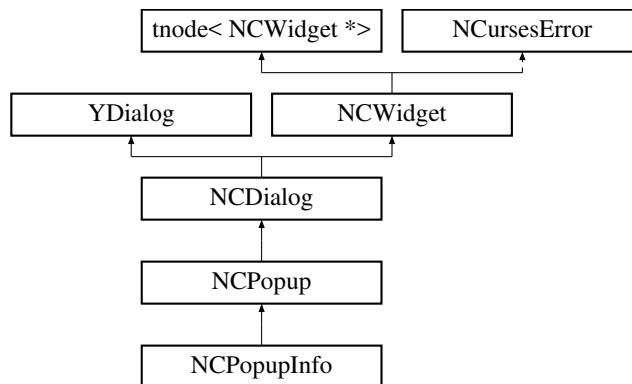 tnode< NCWidget *>
NCursesError
YDialog
NCWidget
NCDialog
NCPopup
NCPopupInfo